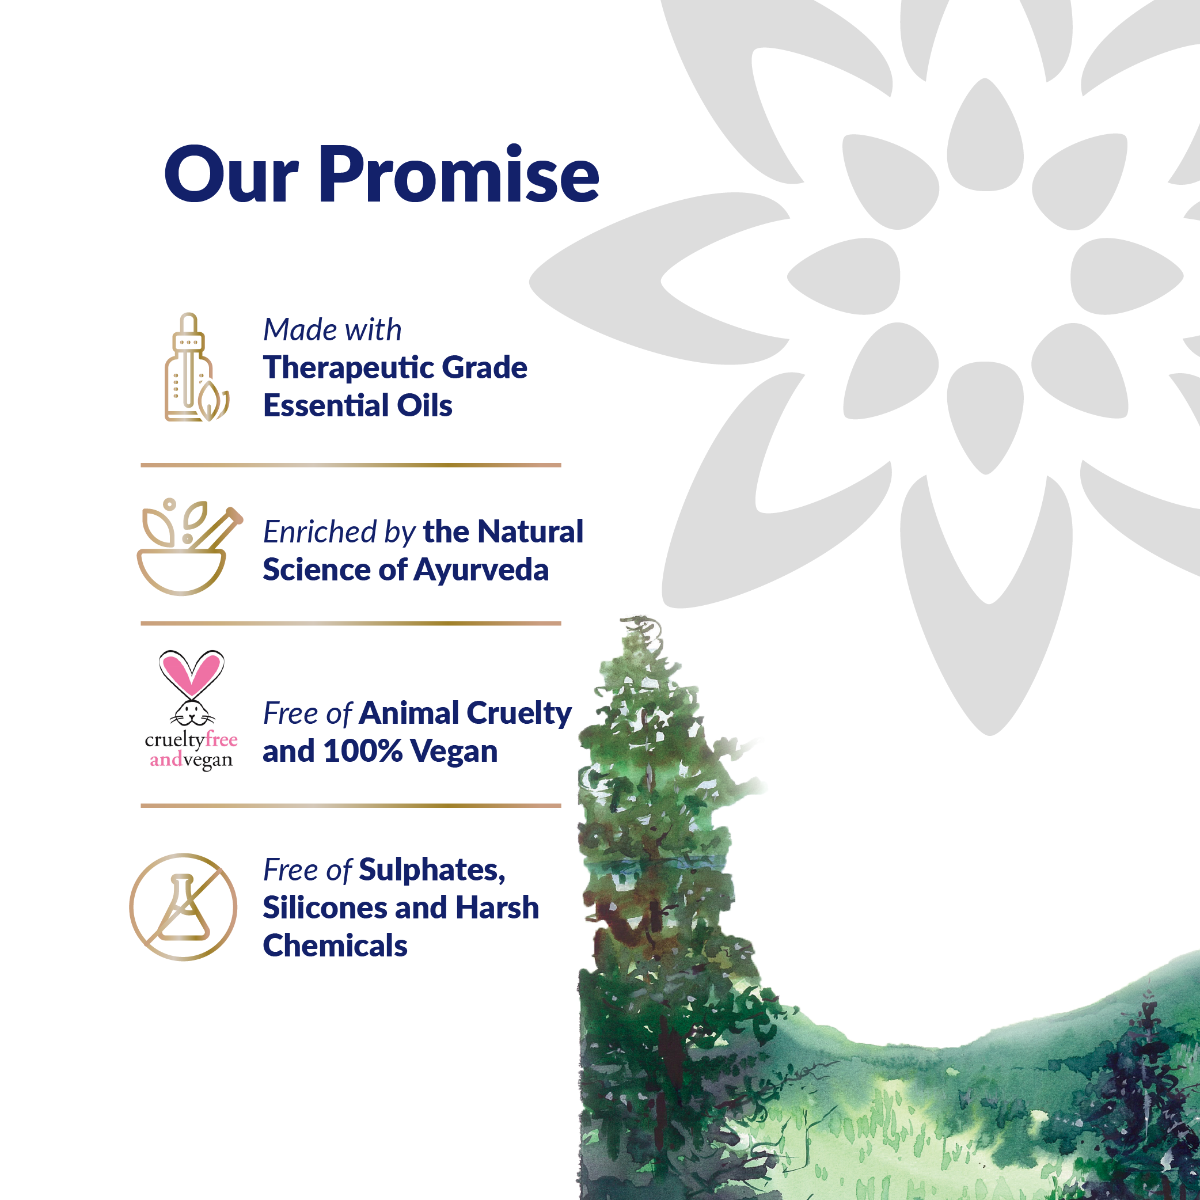 Our Promise
Made with
Therapeutic Grade
Essential Oils
Enriched by the Natural
Science of Ayurveda
crueltyfree
andvegan
Free of Animal Cruelty
and 100% Vegan
Free of Sulphates,
Silicones and Harsh
Chemicals